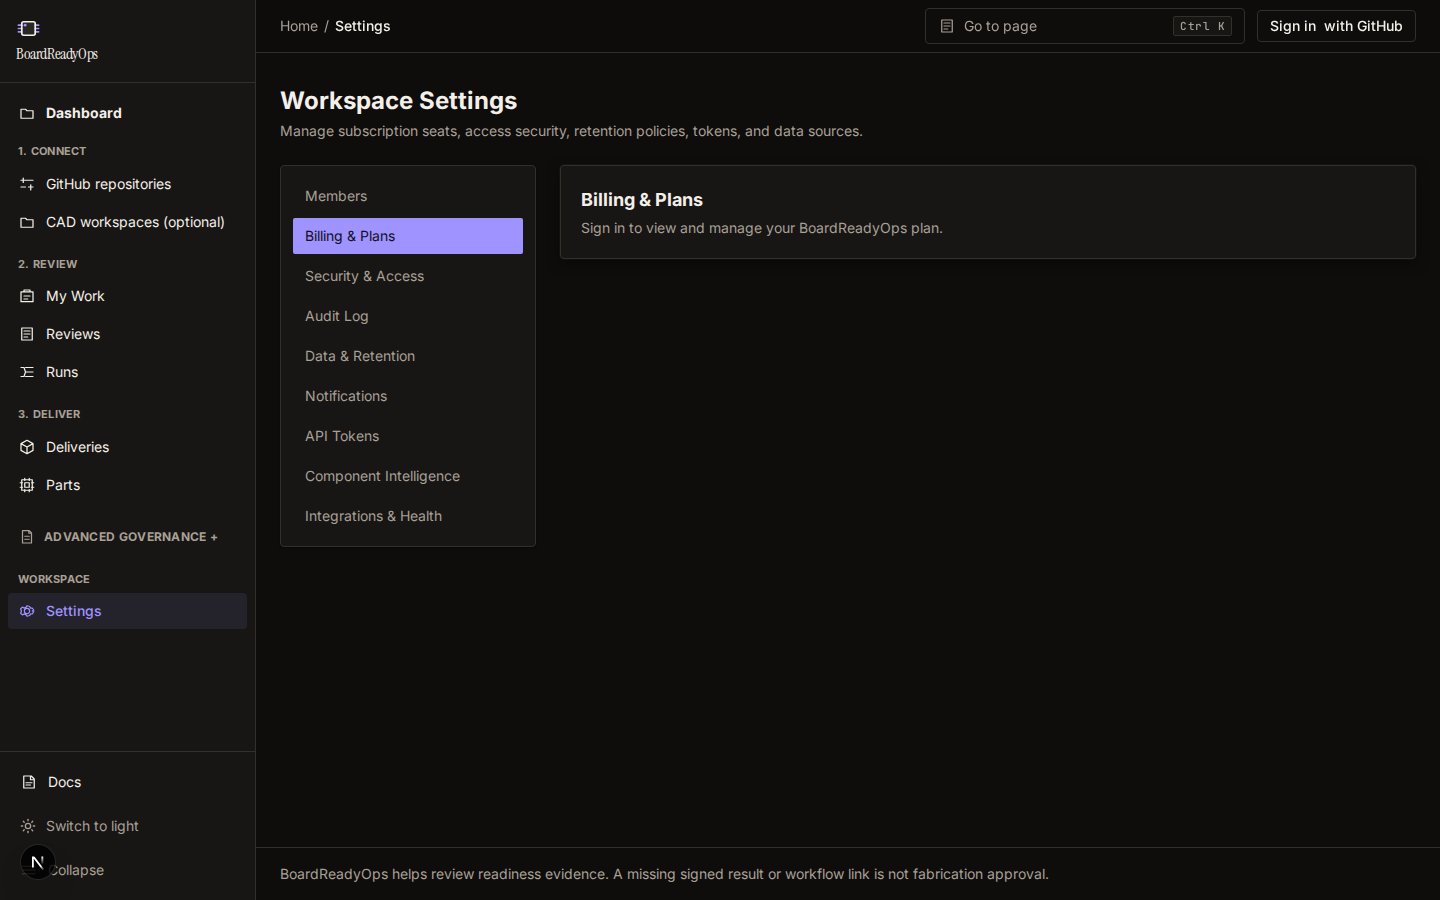 BoardReadyOps
Home / Settings
Go to page
Ctrl K
Sign in with GitHub
Dashboard
1. CONNECT
GitHub repositories
CAD workspaces (optional)
2. REVIEW
My Work
Reviews
Runs
3. DELIVER
Deliveries
Parts
ADVANCED GOVERNANCE +
WORKSPACE
Settings
Docs
Switch to light
N
Collapse
Workspace Settings
Manage subscription seats, access security, retention policies, tokens, and data sources.
Members
Billing & Plans
Security & Access
Audit Log
Data & Retention
Notifications
API Tokens
Component Intelligence
Integrations & Health
Billing & Plans
Sign in to view and manage your BoardReadyOps plan.
BoardReadyOps helps review readiness evidence. A missing signed result or workflow link is not fabrication approval.